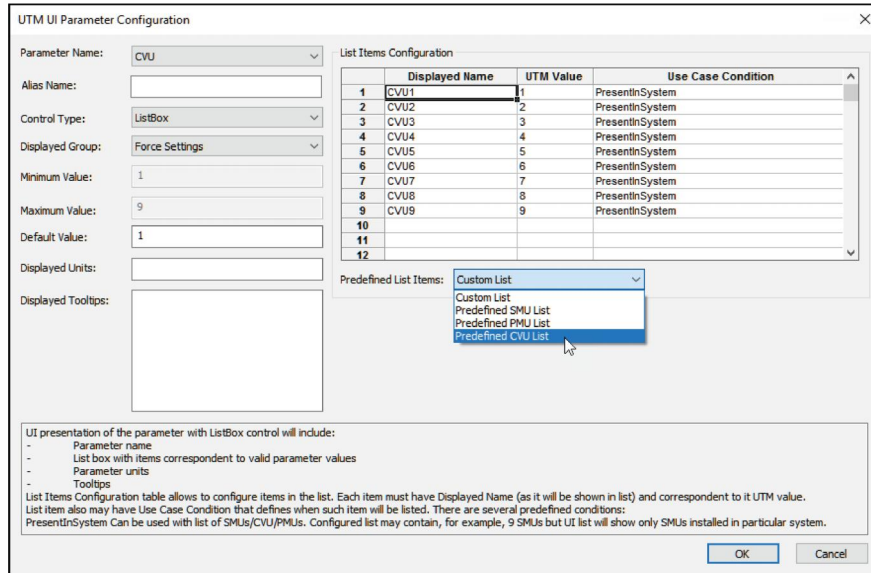 UTM UI Parameter Configuration
Parameter Name:
CVU
Alias Name:
Control Type:
ListBox
Displayed Group:
Force Settings
Minimum Value:
1
Maximum Value:
9
Default Value:
1
Displayed Units:
Displayed Tooltips:
List Items Configuration
Displayed Name UTM Value Use Case Condition
1 CVU1 1 PresentInSystem
2 CVU2 2 PresentInSystem
3 CVU3 3 PresentInSystem
4 CVU4 4 PresentInSystem
5 CVU5 5 PresentInSystem
6 CVU6 6 PresentInSystem
7 CVU7 7 PresentInSystem
8 CVU8 8 PresentInSystem
9 CVU9 9 PresentInSystem
10
11
12
Predefined List Items:
Custom List
Custom List
Predefined SMU List
Predefined PMU List
Predefined CVU List
UI presentation of the parameter with ListBox control will include:
- Parameter name
- List box with items correspondent to valid parameter values
- Parameter units
- Tooltips
List Items Configuration table allows to configure items in the list. Each item must have Displayed Name (as it will be shown in list) and correspondent to it UTM value.
List item also may have Use Case Condition that defines when such item will be listed. There are several predefined conditions:
PresentInSystem Can be used with list of SMUs/CVU/PMUs. Configured list may contain, for example, 9 SMUs but UI list will show only SMUs installed in particular system.
OK
Cancel